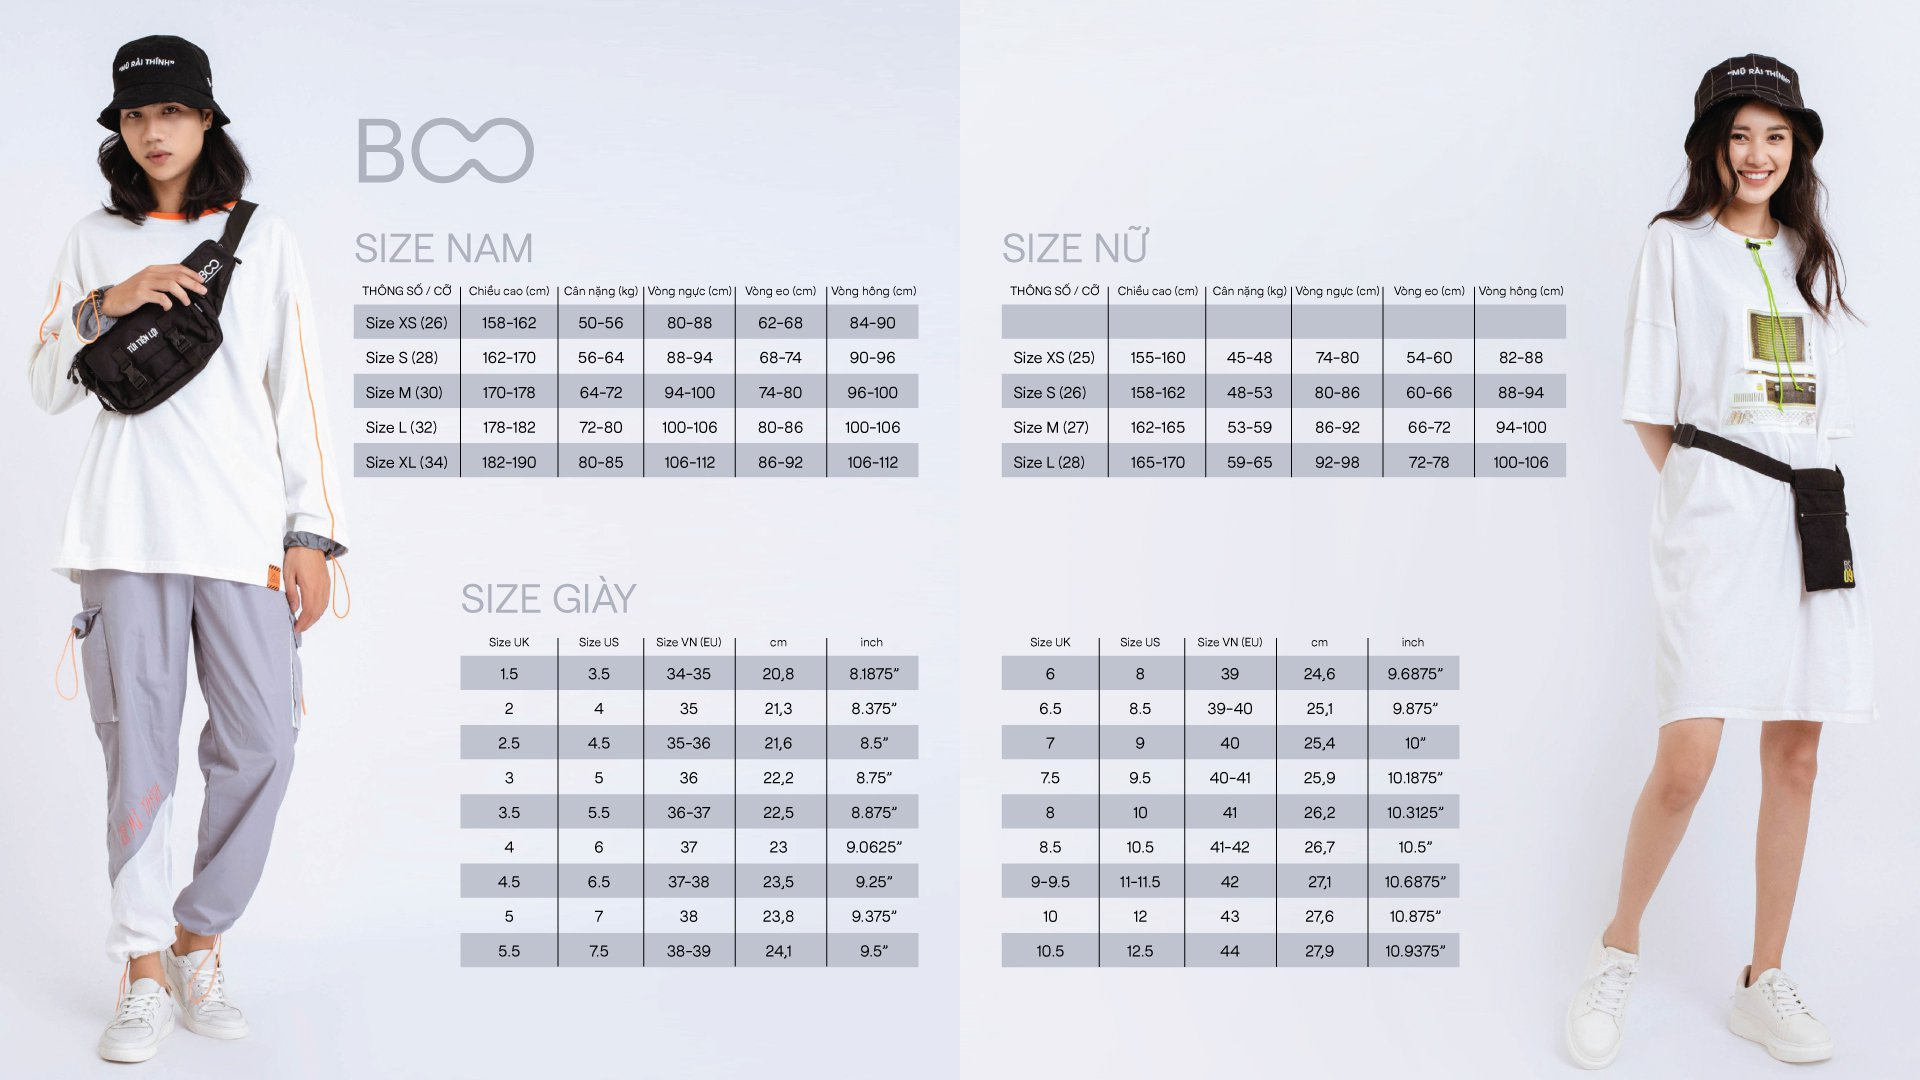 "MŨ RẢI THÍNH"
BOO
TÚI TIỆN LỢI
BOO
SIZE NAM
THÔNG SỐ / CỠ Chiều cao (cm) Cân nặng (kg) Vòng ngực (cm) Vòng eo (cm) Vòng hông (cm)
Size XS (26) 158-162 50-56 80-88 62-68 84-90
Size S (28) 162-170 56-64 88-94 68-74 90-96
Size M (30) 170-178 64-72 94-100 74-80 96-100
Size L (32) 178-182 72-80 100-106 80-86 100-106
Size XL (34) 182-190 80-85 106-112 86-92 106-112
SIZE NỮ
THÔNG SỐ / CỠ Chiều cao (cm) Cân nặng (kg) Vòng ngực (cm) Vòng eo (cm) Vòng hông (cm)
Size XS (25) 155-160 45-48 74-80 54-60 82-88
Size S (26) 158-162 48-53 80-86 60-66 88-94
Size M (27) 162-165 53-59 86-92 66-72 94-100
Size L (28) 165-170 59-65 92-98 72-78 100-106
SIZE GIÀY
Size UK Size US Size VN (EU) cm inch
1.5 3.5 34-35 20,8 8.1875”
2 4 35 21,3 8.375”
2.5 4.5 35-36 21,6 8.5”
3 5 36 22,2 8.75”
3.5 5.5 36-37 22,5 8.875”
4 6 37 23 9.0625”
4.5 6.5 37-38 23,5 9.25”
5 7 38 23,8 9.375”
5.5 7.5 38-39 24,1 9.5”
Size UK Size US Size VN (EU) cm inch
6 8 39 24,6 9.6875”
6.5 8.5 39-40 25,1 9.875”
7 9 40 25,4 10”
7.5 9.5 40-41 25,9 10.1875”
8 10 41 26,2 10.3125”
8.5 10.5 41-42 26,7 10.5”
9-9.5 11-11.5 42 27,1 10.6875”
10 12 43 27,6 10.875”
10.5 12.5 44 27,9 10.9375”
"MŨ RẢI THÍNH"
09